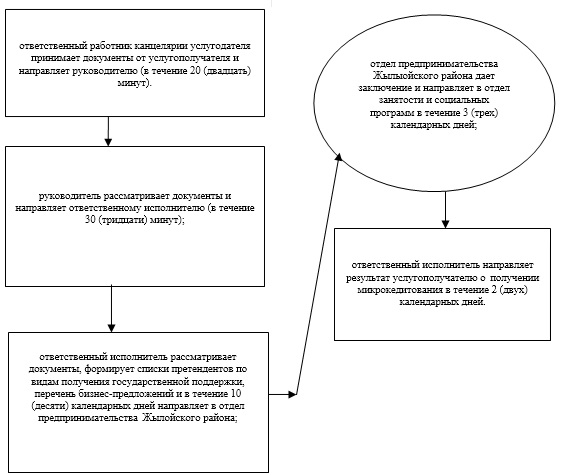 ответственный работник канцелярии услугодателя
принимает документы от услугополучателя и
направляет руководителю (в течение 20 (двадцать)
минут).
руководитель рассматривает документы и
направляет ответственному исполнителю (в течение
30 (тридцати) минут);
ответственный исполнитель рассматривает
документы, формирует списки претендентов по
видам получения государственной поддержки,
перечень бизнес-предложений и в течение 10
(десяти) календарных дней направляет в отдел
предпринимательства Жылойского района;
отдел предпринимательства
Жылыойского района дает
заключение и направляет в отдел
занятости и социальных
программ в течение 3 (трех)
календарных дней;
ответственный исполнитель направляет
результат услугополучателю о получении
микрокедитования в течение 2 (двух)
календарных дней.